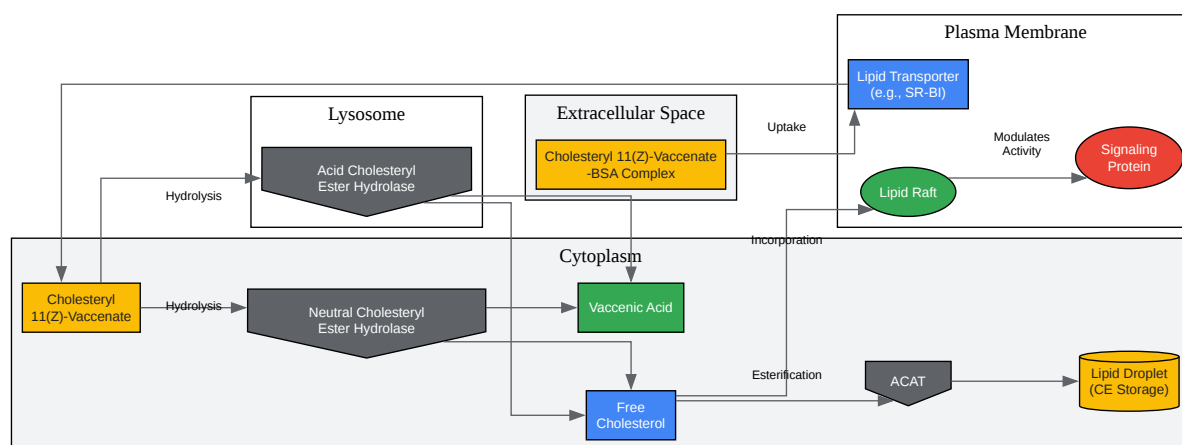 Plasma Membrane
Lipid Transporter
(e.g., SR-BI)
Lysosome
Extracellular Space
Uptake
Modulates
Activity
Signaling
Protein
Acid Cholesteryl
Ester Hydrolase
Cholesteryl 11(Z)-Vaccenate
-BSA Complex
Hydrolysis
Lipid Raft
Incorporation
Cytoplasm
Cholesteryl
11(Z)-Vaccenate
Hydrolysis
Neutral Cholesteryl
Ester Hydrolase
Vaccenic Acid
Esterification
ACAT
Lipid Droplet
(CE Storage)
Free
Cholesterol